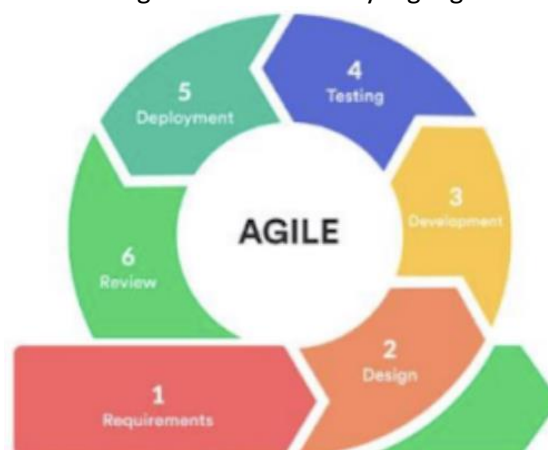 AGILE
1
Requirements
2
Design
3
Development
4
Testing
5
Deployment
6
Review